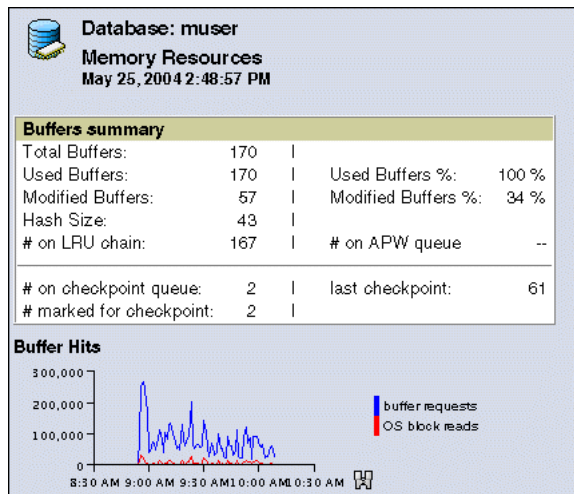 Database: muser
Memory Resources
May 25, 2004 2:48:57 PM
Buffers summary
Total Buffers: 170 |
Used Buffers: 170 | Used Buffers %: 100 %
Modified Buffers: 57 | Modified Buffers %: 34 %
Hash Size: 43 |
# on LRU chain: 167 | # on APW queue --
# on checkpoint queue: 2 | last checkpoint: 61
# marked for checkpoint: 2 |
Buffer Hits
300,000
200,000
100,000
0
buffer requests
OS block reads
8:30 AM 9:00 AM 9:30 AM 10:00 AM 10:30 AM